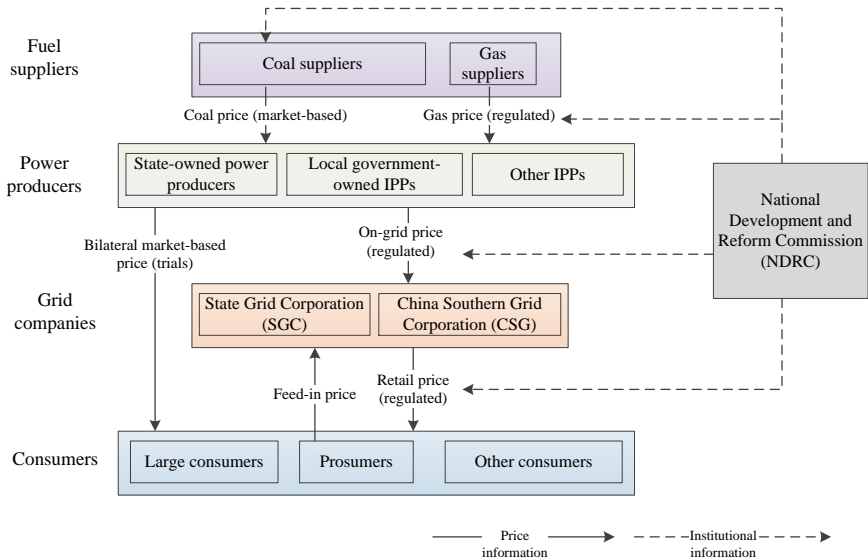 Fuel
suppliers
Coal suppliers
Gas
suppliers
Coal price (market-based)
Gas price (regulated)
Power
producers
State-owned power
producers
Local government-
owned IPPs
Other IPPs
National
Development and
Reform Commission
(NDRC)
Bilateral market-based
price (trials)
On-grid price
(regulated)
Grid
companies
State Grid Corporation
(SGC)
China Southern Grid
Corporation (CSG)
Feed-in price
Retail price
(regulated)
Consumers
Large consumers
Prosumers
Other consumers
Price
information
Institutional
information